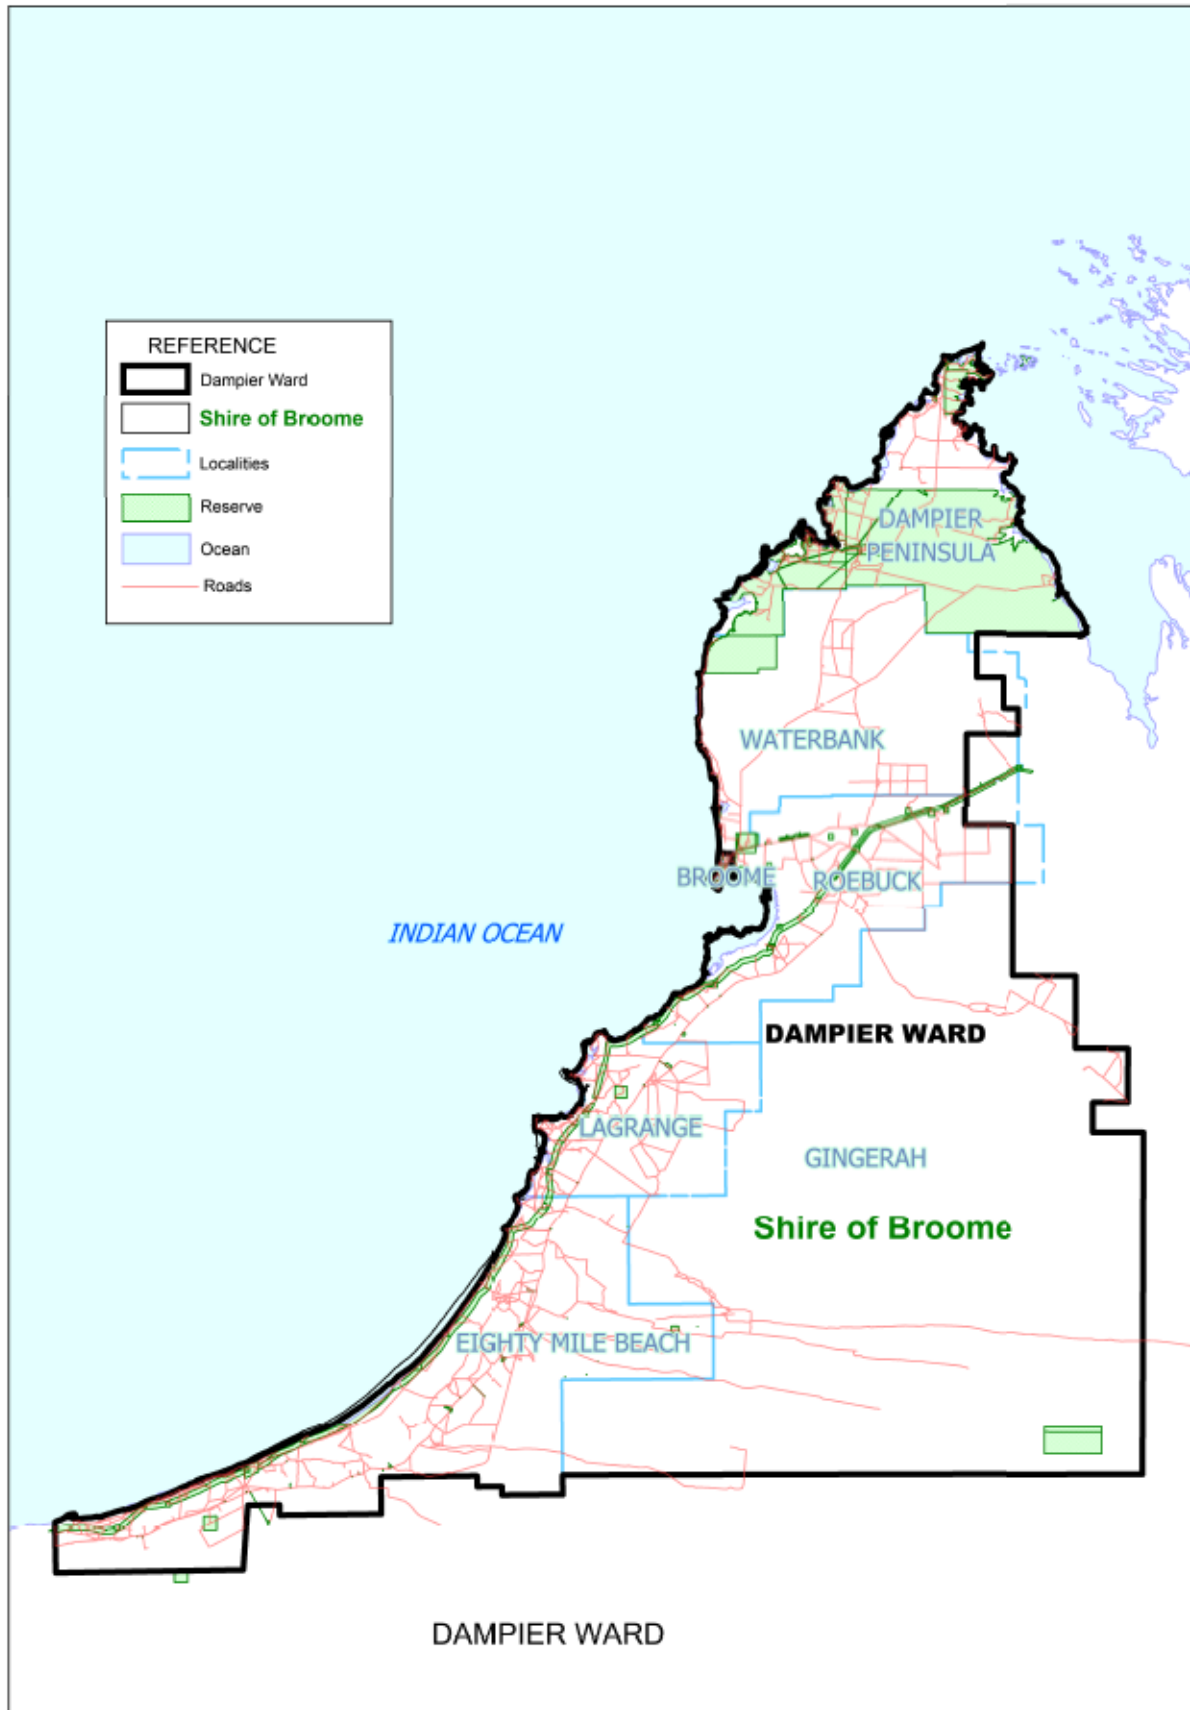 REFERENCE
Dampier Ward
Shire of Broome
Localities
Reserve
Ocean
Roads
DAMPIER
PENINSULA
WATERBANK
BROOME
ROEBUCK
INDIAN OCEAN
DAMPIER WARD
LAGRANGE
GINGERAH
Shire of Broome
EIGHTY MILE BEACH
DAMPIER WARD